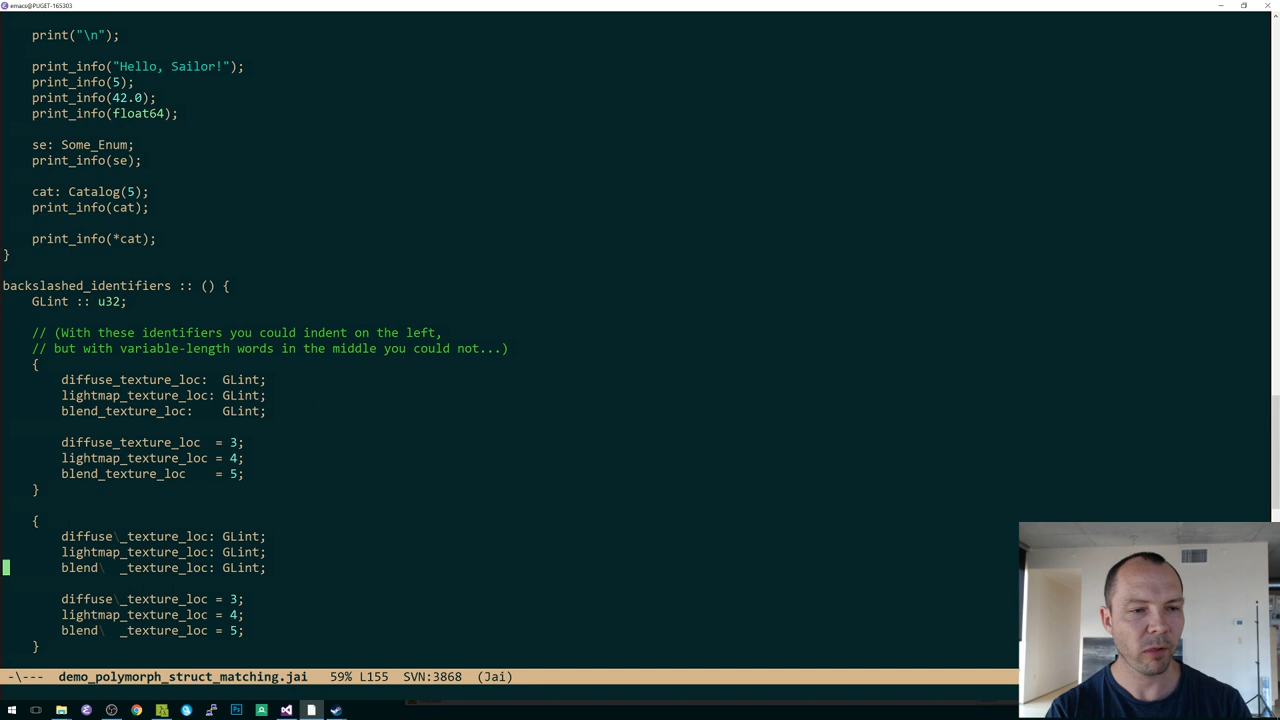 emacs@PUGET-165303
print("\n");
print_info("Hello, Sailor!");
print_info(5);
print_info(42.0);
print_info(float64);
se: Some_Enum;
print_info(se);
cat: Catalog(5);
print_info(cat);
print_info(*cat);
}
backslashed_identifiers :: () {
GLint :: u32;
// (With these identifiers you could indent on the left,
// but with variable-length words in the middle you could not...)
{
diffuse_texture_loc:  GLint;
lightmap_texture_loc: GLint;
blend_texture_loc:    GLint;
diffuse_texture_loc  = 3;
lightmap_texture_loc = 4;
blend_texture_loc    = 5;
}
{
diffuse\_texture_loc: GLint;
lightmap_texture_loc: GLint;
blend\  _texture_loc: GLint;
diffuse\_texture_loc = 3;
lightmap_texture_loc = 4;
blend\  _texture_loc = 5;
}
-\--- demo_polymorph_struct_matching.jai 59% L155 SVN:3868 (Jai)